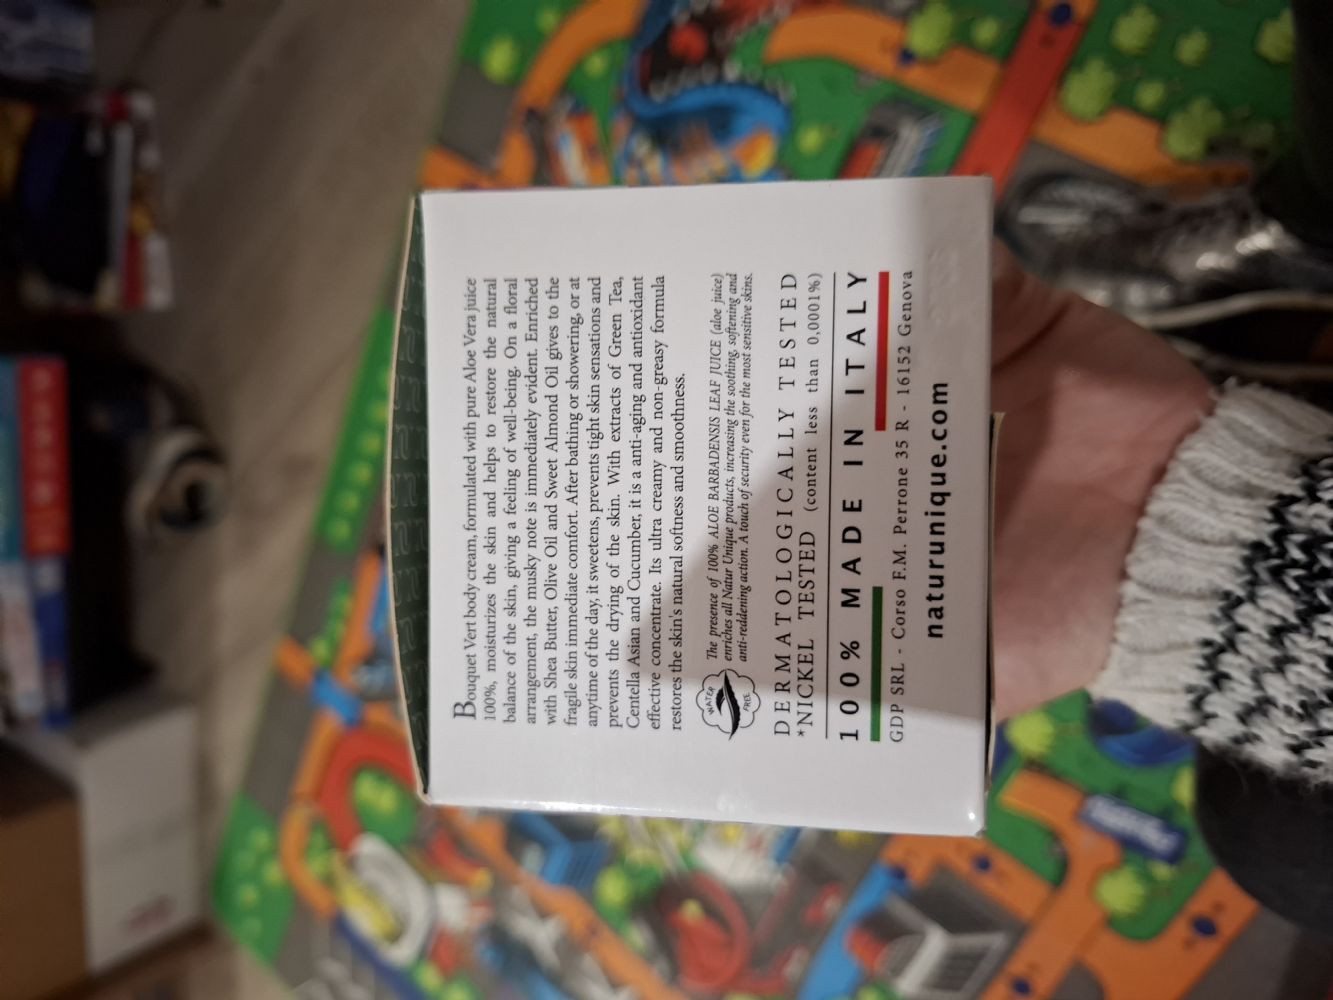 Bouquet Vert body cream, formulated with pure Aloe Vera juice
100%, moisturizes the skin and helps to restore the natural
balance of the skin, giving a feeling of well-being. On a floral
arrangement, the musky note is immediately evident. Enriched
with Shea Butter, Olive Oil and Sweet Almond Oil gives to the
fragile skin immediate comfort. After bathing or showering, or at
anytime of the day, it sweetens, prevents tight skin sensations and
prevents the drying of the skin. With extracts of Green Tea,
Centella Asian and Cucumber, it is a anti-aging and antioxidant
effective concentrate. Its ultra creamy and non-greasy formula
restores the skin's natural softness and smoothness.
WATER
FREE
The presence of 100% ALOE BARBADENSIS LEAF JUICE (aloe juice)
enriches all Natur Unique products, increasing the soothing, softening and
anti-reddening action. A touch of security even for the most sensitive skins.
DERMATOLOGICALLY TESTED
*NICKEL TESTED (content less than 0,0001%)
100% MADE IN ITALY
GDP SRL - Corso F.M. Perrone 35 R - 16152 Genova
naturunique.com